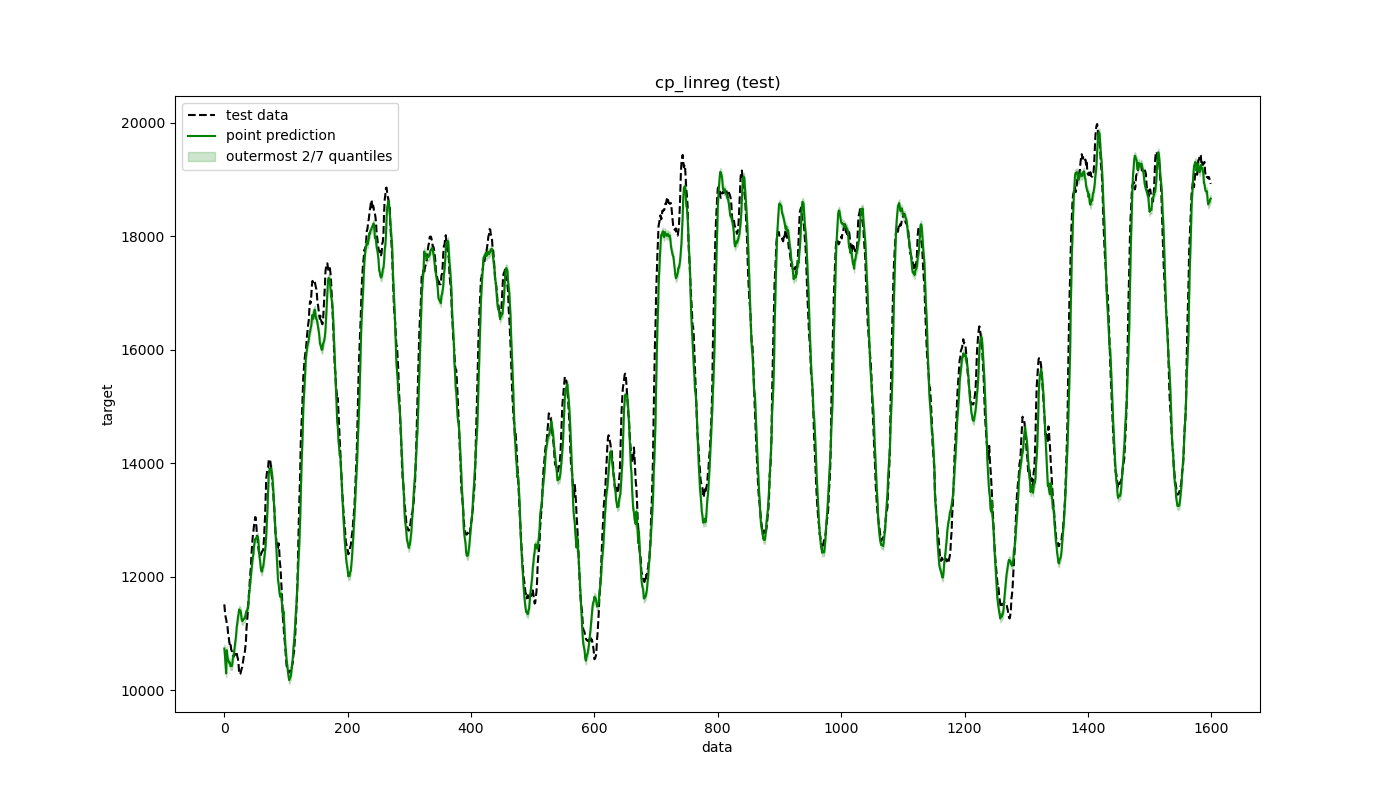 cp_linreg (test)
test data
point prediction
outermost 2/7 quantiles
20000
18000
16000
14000
12000
10000
target
0 200 400 600 800 1000 1200 1400 1600
data